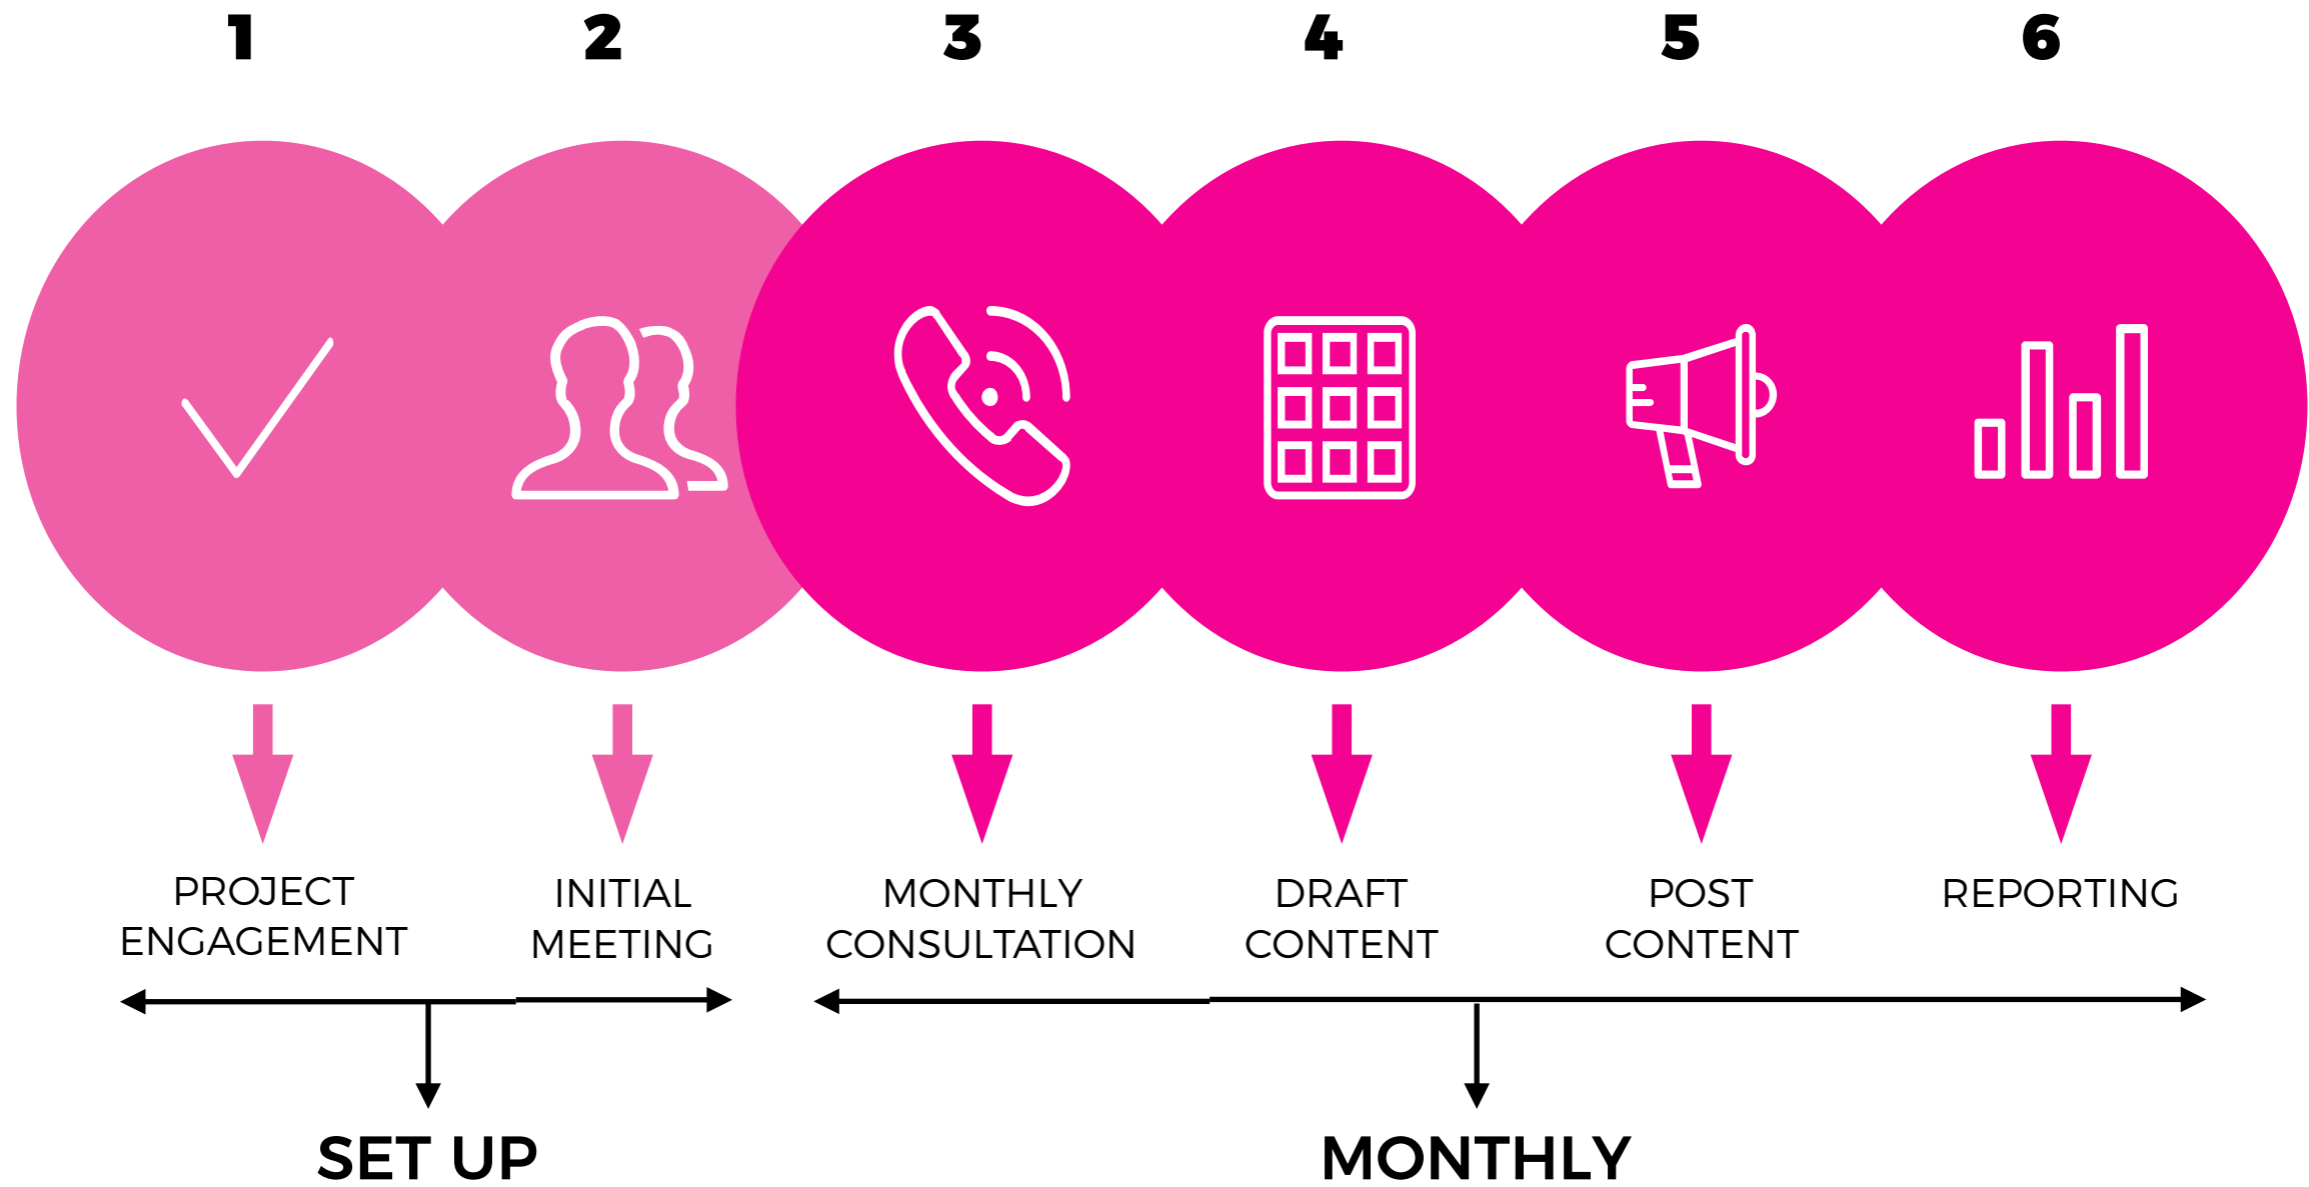 1
2
3
4
5
6
PROJECT
ENGAGEMENT
INITIAL
MEETING
MONTHLY
CONSULTATION
DRAFT
CONTENT
POST
CONTENT
REPORTING
SET UP
MONTHLY